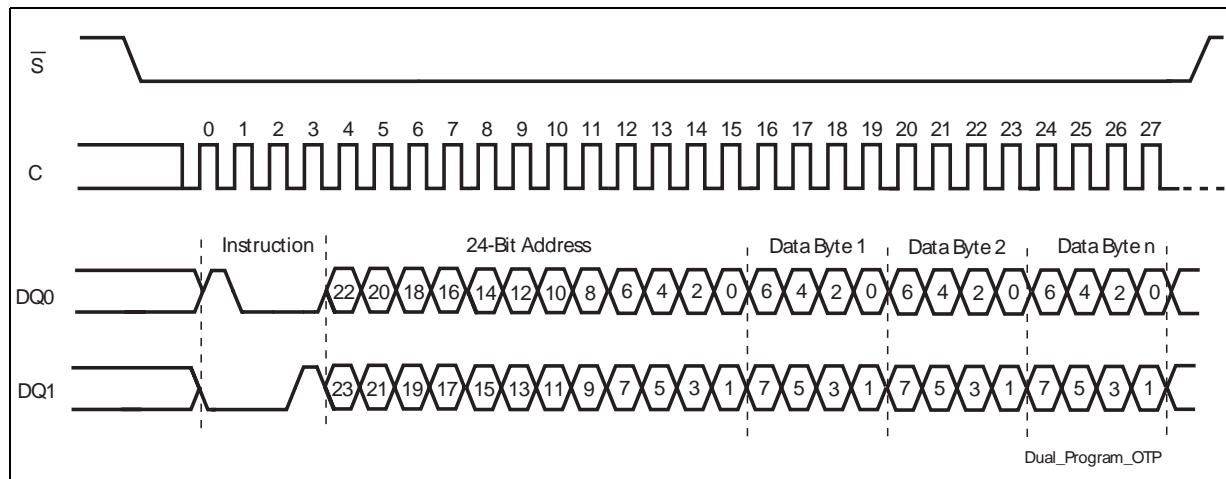 S
0 1 2 3 4 5 6 7 8 9 10 11 12 13 14 15 16 17 18 19 20 21 22 23 24 25 26 27
C
Instruction 24-Bit Address Data Byte 1 Data Byte 2 Data Byte n
DQ0 22 20 18 16 14 12 10 8 6 4 2 0 6 4 2 0 6 4 2 0 6 4 2 0
DQ1 23 21 19 17 15 13 11 9 7 5 3 1 7 5 3 1 7 5 3 1 7 5 3 1
Dual_Program_OTP